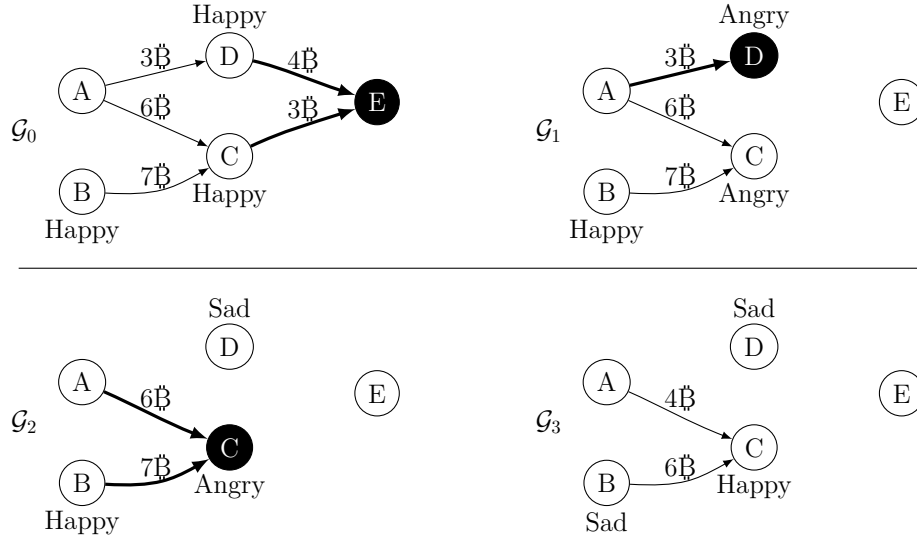 Happy
D
3₿
4₿
A
E
6₿
3₿
𝒢₀
C
7₿
B
Happy
Happy
Angry
D
3₿
A
E
6₿
𝒢₁
C
7₿
B
Angry
Happy
Sad
D
A
E
6₿
𝒢₂
C
7₿
B
Angry
Happy
Sad
D
A
E
4₿
𝒢₃
C
6₿
B
Happy
Sad